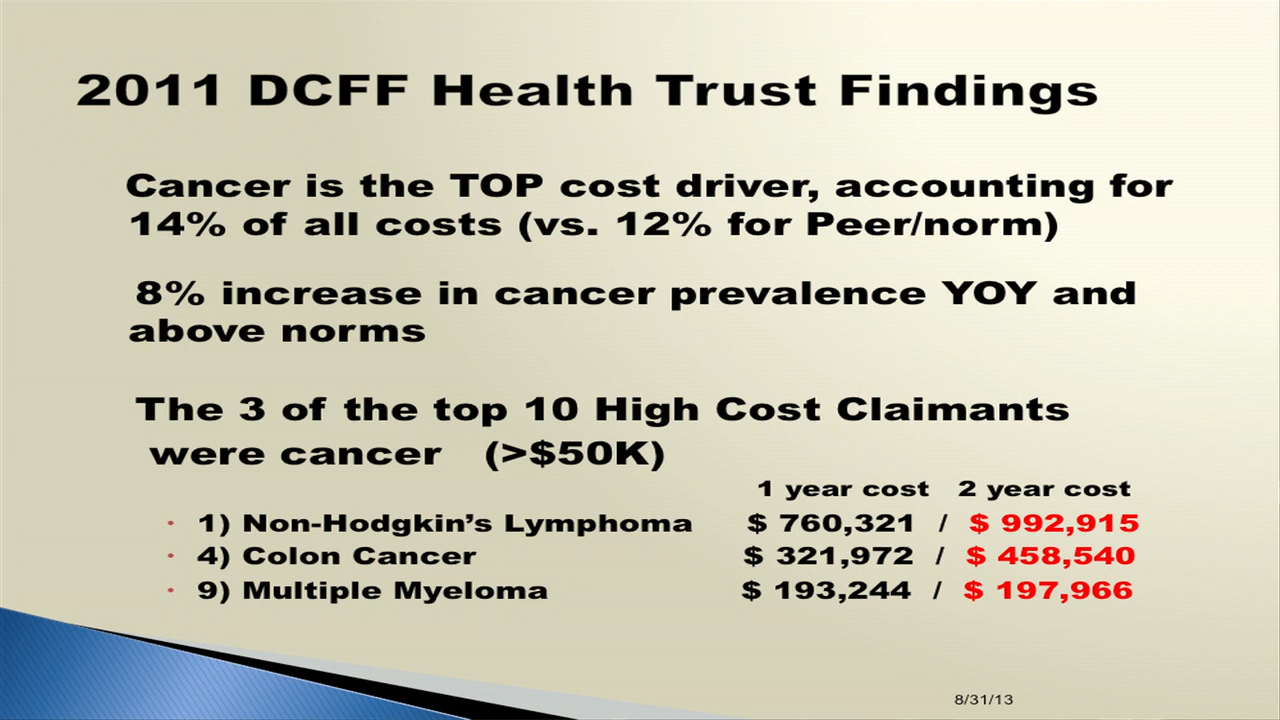 2011 DCFF Health Trust Findings
Cancer is the TOP cost driver, accounting for
14% of all costs (vs. 12% for Peer/norm)
8% increase in cancer prevalence YOY and
above norms
The 3 of the top 10 High Cost Claimants
were cancer (>$50K)
1 year cost 2 year cost
• 1) Non-Hodgkin’s Lymphoma $ 760,321 / $ 992,915
• 4) Colon Cancer $ 321,972 / $ 458,540
• 9) Multiple Myeloma $ 193,244 / $ 197,966
8/31/13